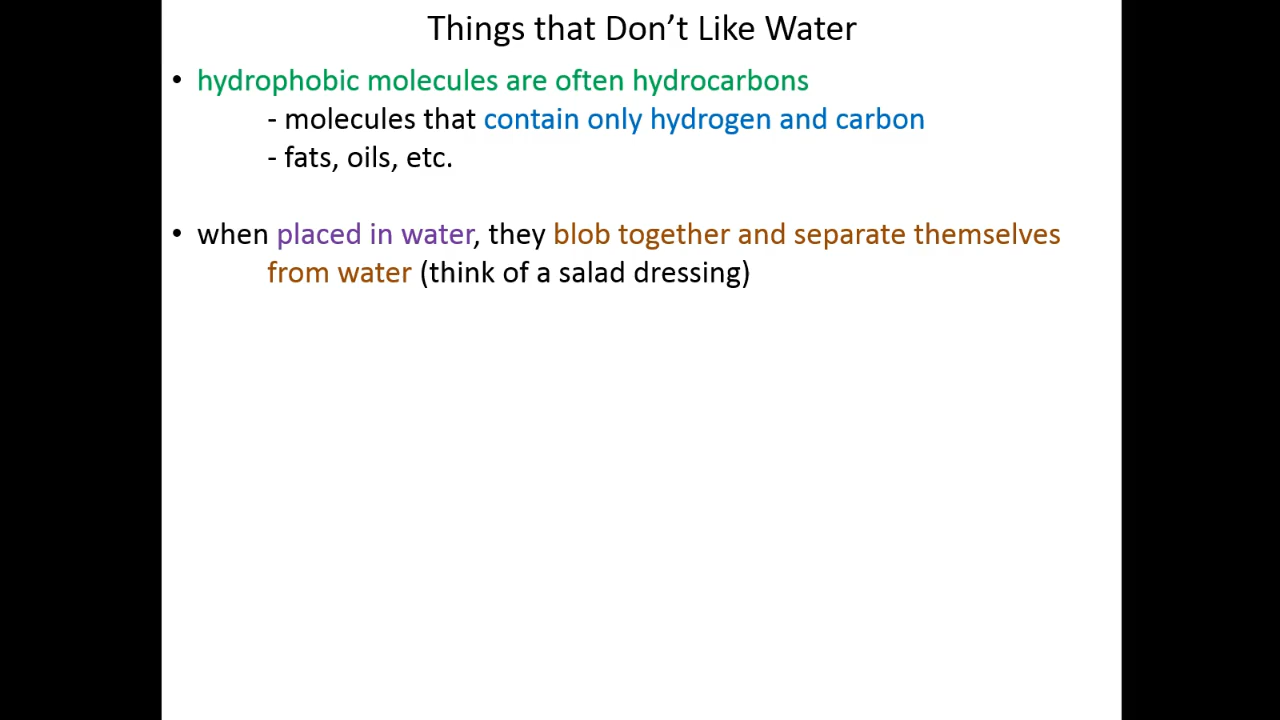 Things that Don’t Like Water
• hydrophobic molecules are often hydrocarbons
- molecules that contain only hydrogen and carbon
- fats, oils, etc.
• when placed in water, they blob together and separate themselves
from water (think of a salad dressing)